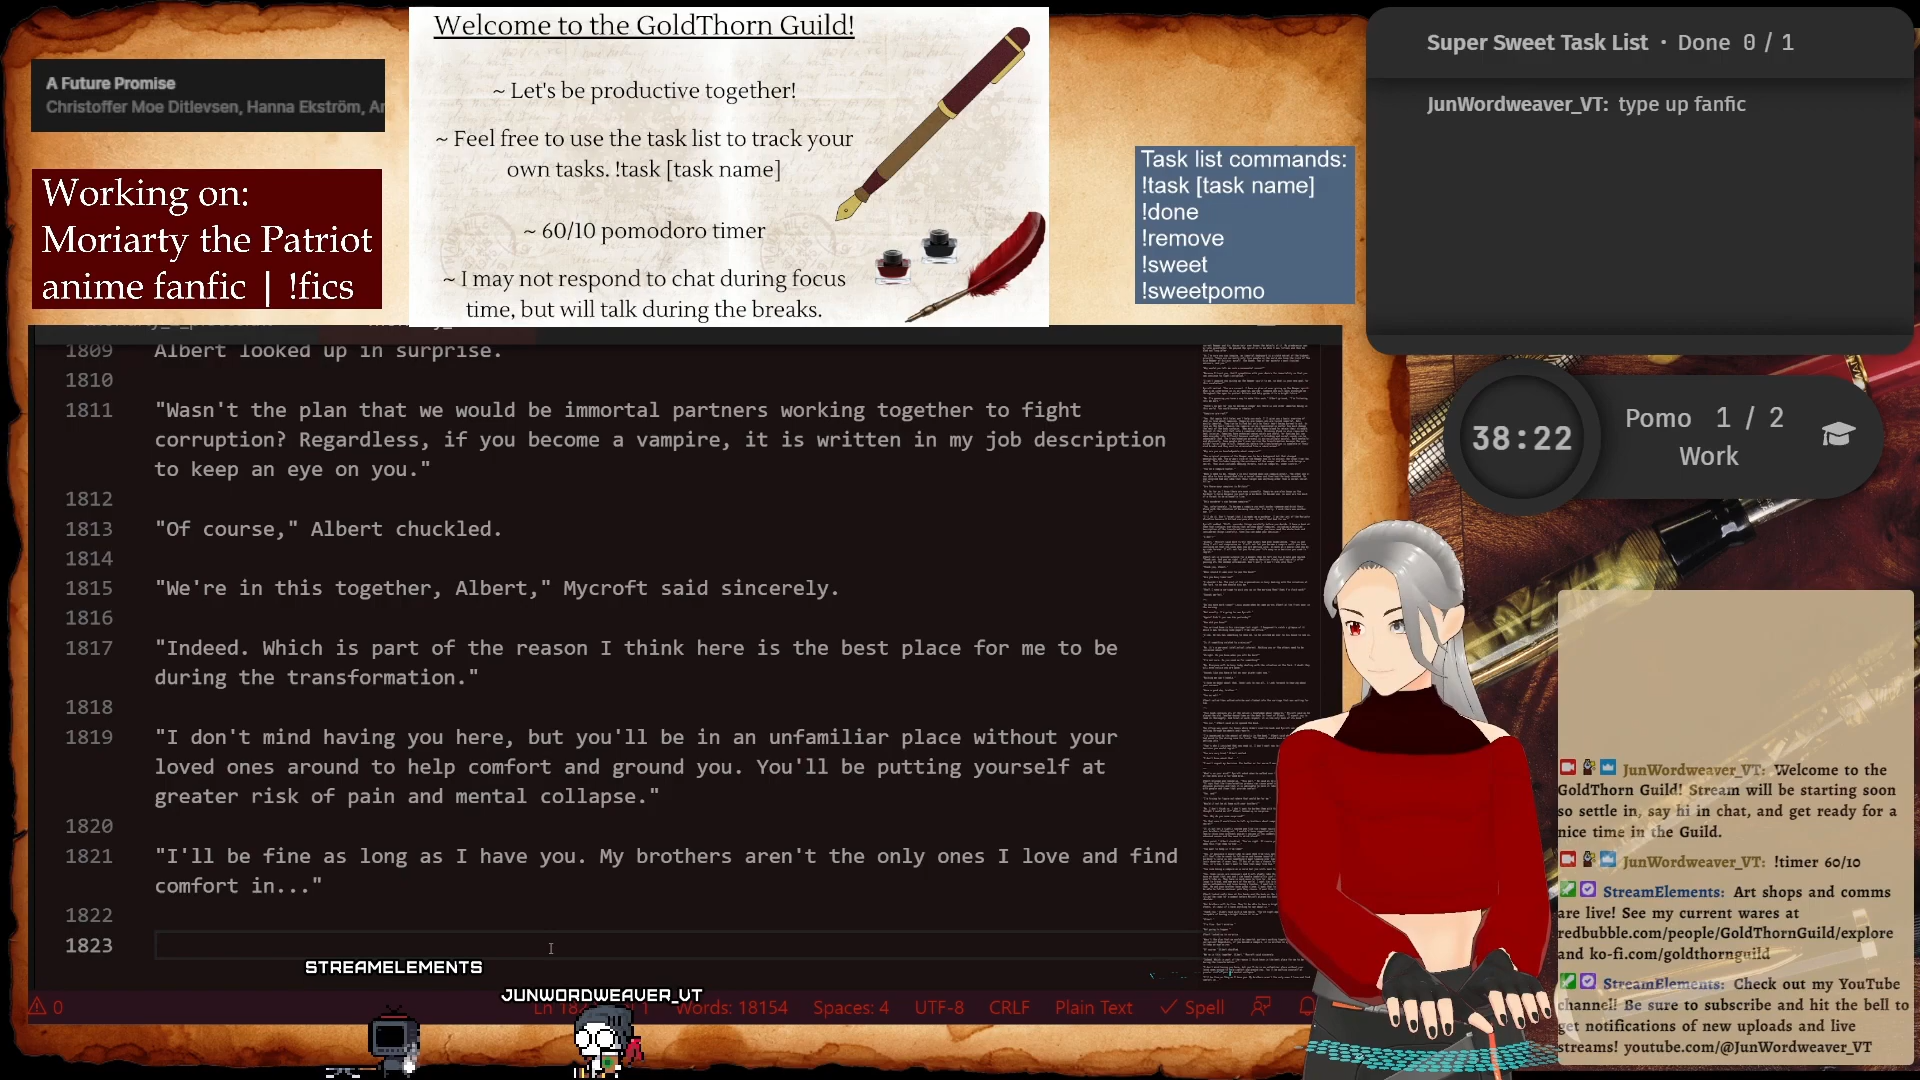 A Future Promise
Christoffer Moe Ditlevsen, Hanna Ekström, Ar
Working on:
Moriarty the Patriot
anime fanfic | !fics
Welcome to the GoldThorn Guild!
~ Let's be productive together!
~ Feel free to use the task list to track your
own tasks. !task [task name]
~ 60/10 pomodoro timer
~ I may not respond to chat during focus
time, but will talk during the breaks.
Task list commands:
!task [task name]
!done
!remove
!sweet
!sweetpomo
Super Sweet Task List • Done 0 / 1
JunWordweaver_VT: type up fanfic
38:22
Pomo 1 / 2
Work
1809 Albert looked up in surprise.
1810
1811 "Wasn't the plan that we would be immortal partners working together to fight
corruption? Regardless, if you become a vampire, it is written in my job description
to keep an eye on you."
1812
1813 "Of course," Albert chuckled.
1814
1815 "We're in this together, Albert," Mycroft said sincerely.
1816
1817 "Indeed. Which is part of the reason I think here is the best place for me to be
during the transformation."
1818
1819 "I don't mind having you here, but you'll be in an unfamiliar place without your
loved ones around to help comfort and ground you. You'll be putting yourself at
greater risk of pain and mental collapse."
1820
1821 "I'll be fine as long as I have you. My brothers aren't the only ones I love and find
comfort in..."
1822
1823
STREAMELEMENTS
JUNWORDWEAVER_VT
0 Words: 18154 Spaces: 4 UTF-8 CRLF Plain Text Spell
JunWordweaver_VT: Welcome to the
GoldThorn Guild! Stream will be starting soon
so settle in, say hi in chat, and get ready for a
nice time in the Guild.
JunWordweaver_VT: !timer 60/10
StreamElements: Art shops and comms
are live! See my current wares at
redbubble.com/people/GoldThornGuild/explore
and ko-fi.com/goldthornguild
StreamElements: Check out my YouTube
channel! Be sure to subscribe and hit the bell to
get notifications of new uploads and live
streams! youtube.com/@JunWordweaver_VT